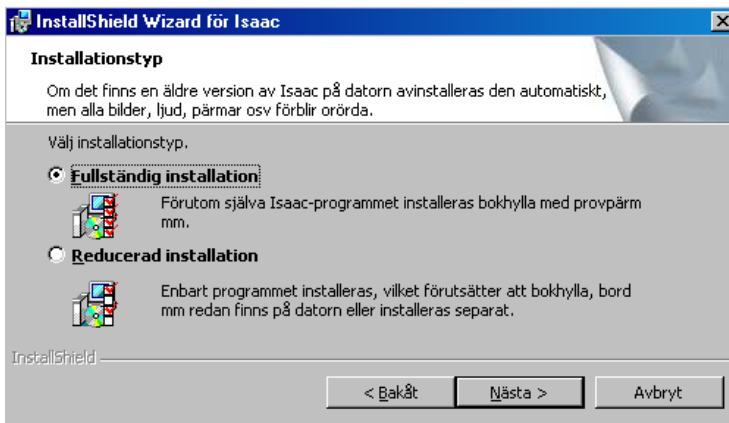 InstallShield Wizard för Isaac
Installationstyp
Om det finns en äldre version av Isaac på datorn avinstalleras den automatiskt,
men alla bilder, ljud, pärmar osv förblir orörda.
Välj installationstyp.
Fullständig installation
Förutom själva Isaac-programmet installeras bokhylla med provpärm
mm.
Reducerad installation
Enbart programmet installeras, vilket förutsätter att bokhylla, bord
mm redan finns på datorn eller installeras separat.
InstallShield
< Bakåt
Nästa >
Avbryt